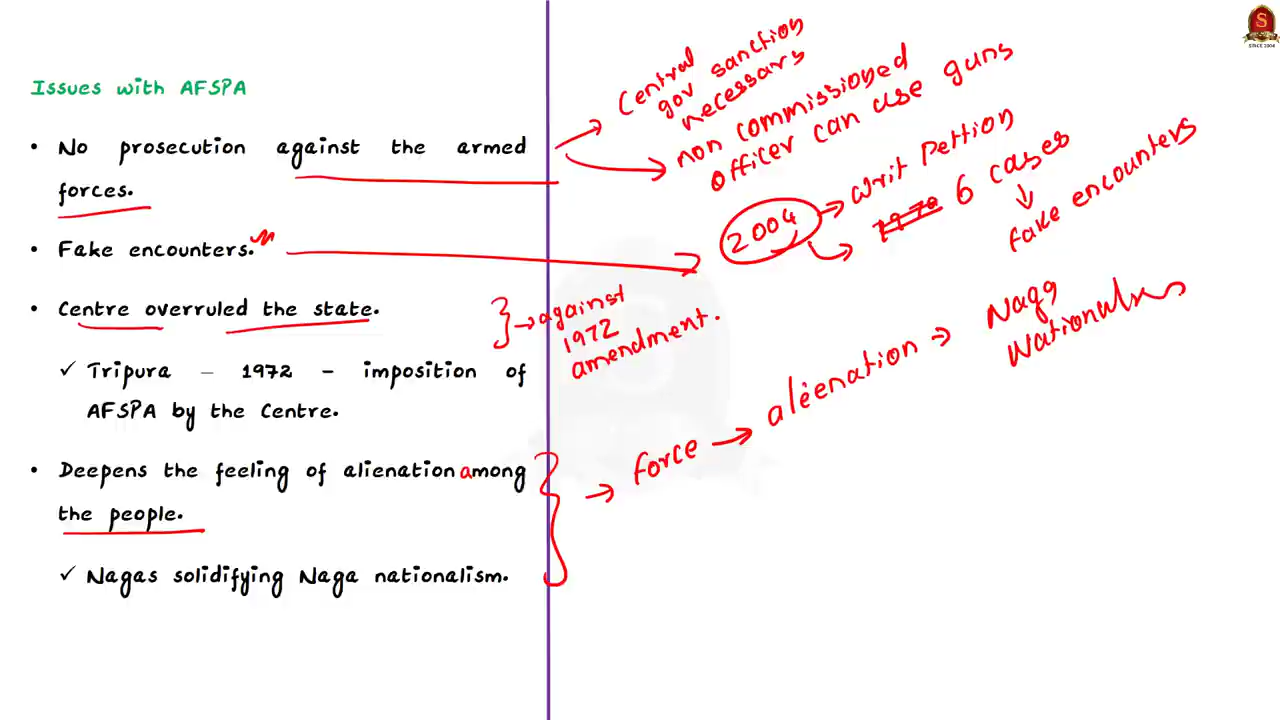 Issues with AFSPA
• No prosecution against the armed
forces.
• Fake encounters.
• Centre overruled the state.
✓ Tripura – 1972 – imposition of
AFSPA by the Centre.
• Deepens the feeling of alienation among
the people.
✓ Nagas solidifying Naga nationalism.
Central
gov sanction
necessary
non commissioned
officer can use guns
2004 → Writ Pettion
6 cases
↓
fake encounters
} → against
1972
amendment.
} → force → alienation → Naga
Nationalism
S
SINCE 2004